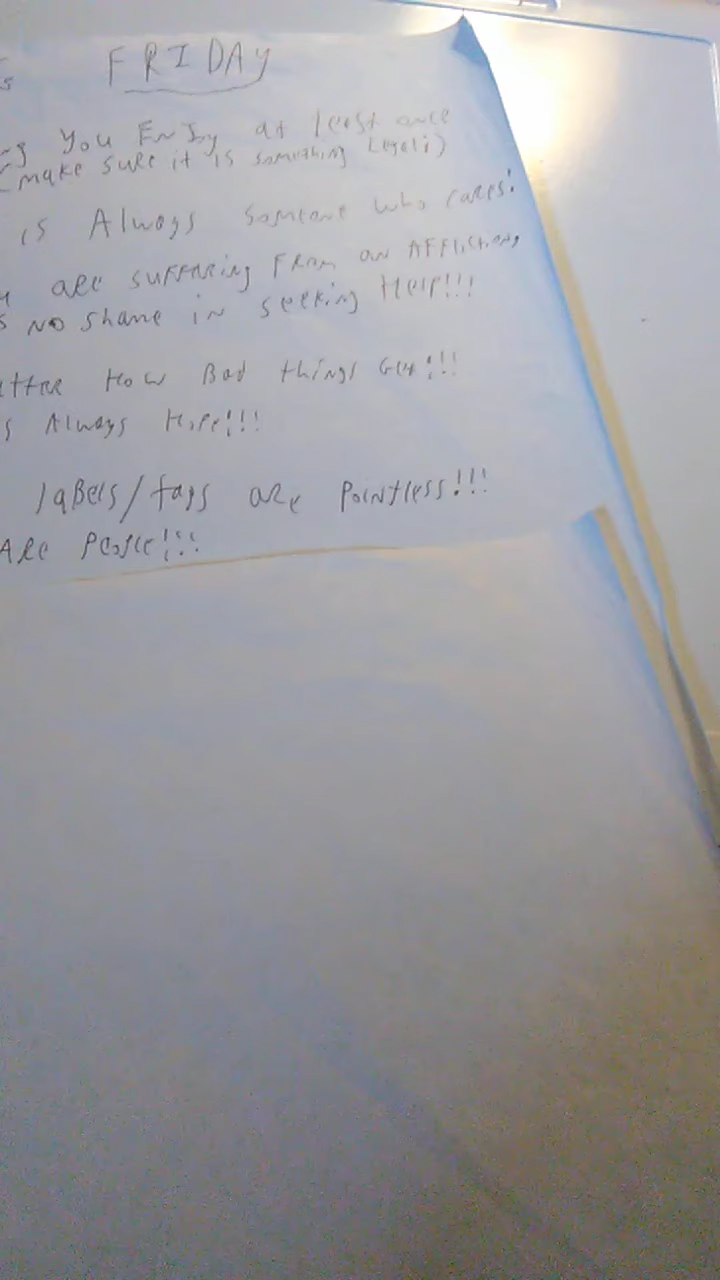 s FRIDAY
g You Enjoy at least once
(make sure it is something Legal!)
is Always someone who cares!
u are suffering From an AFFliction,
s no shame in seeking Help!!!
atter How Bad things Get!!!
s Always Hope!!!
labels/tags are Pointless!!!
Are People!!!